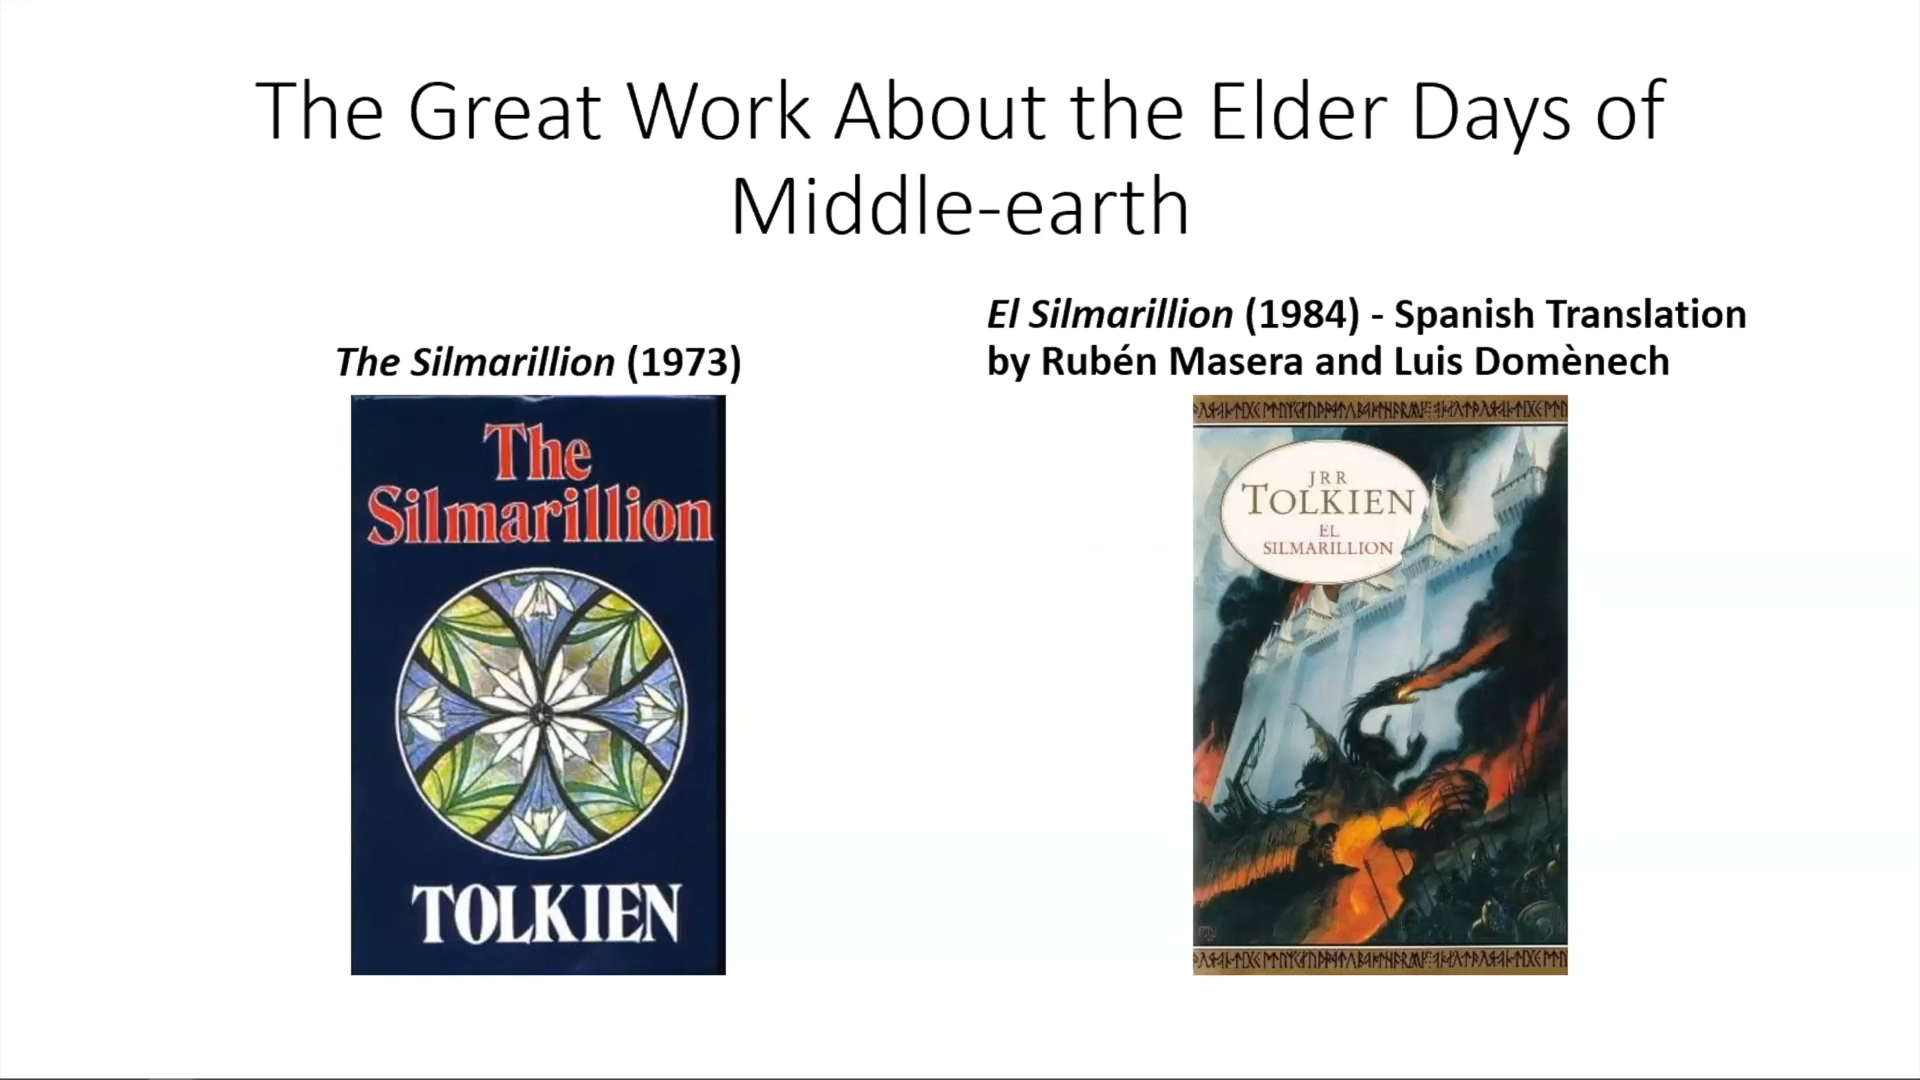 The Great Work About the Elder Days of
Middle-earth
The Silmarillion (1973)
El Silmarillion (1984) - Spanish Translation
by Rubén Masera and Luis Domènech
The
Silmarillion
TOLKIEN
JRR
TOLKIEN
EL
SILMARILLION